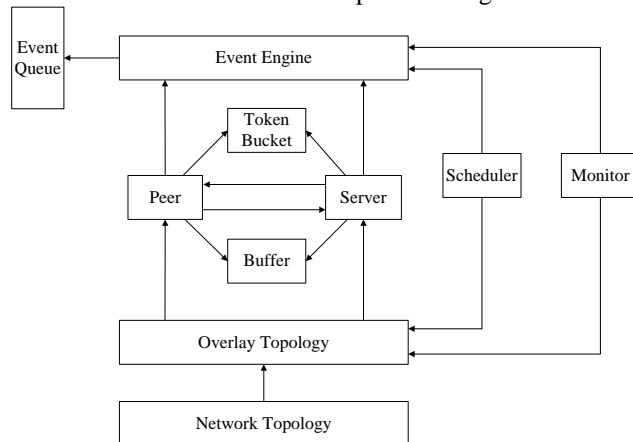 Event
Queue
Event Engine
Token
Bucket
Peer
Server
Scheduler
Monitor
Buffer
Overlay Topology
Network Topology